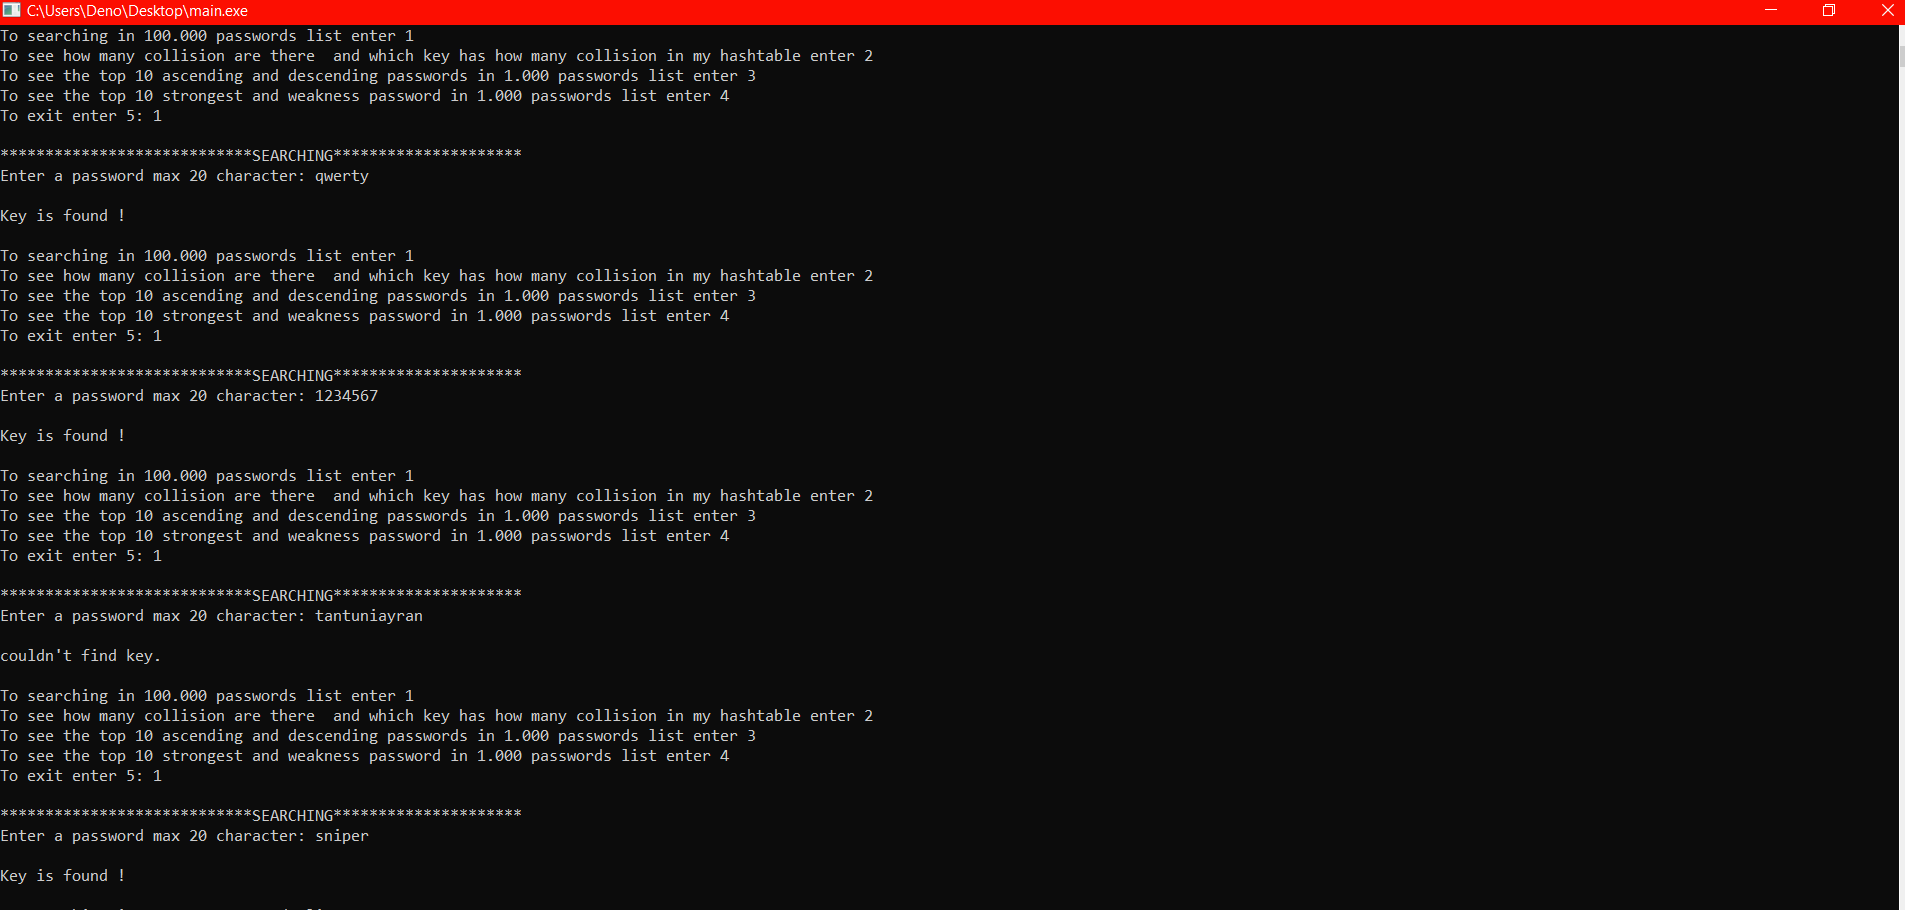 C:\Users\Deno\Desktop\main.exe
To searching in 100.000 passwords list enter 1
To see how many collision are there  and which key has how many collision in my hashtable enter 2
To see the top 10 ascending and descending passwords in 1.000 passwords list enter 3
To see the top 10 strongest and weakness password in 1.000 passwords list enter 4
To exit enter 5: 1
****************************SEARCHING*********************
Enter a password max 20 character: qwerty
Key is found !
To searching in 100.000 passwords list enter 1
To see how many collision are there  and which key has how many collision in my hashtable enter 2
To see the top 10 ascending and descending passwords in 1.000 passwords list enter 3
To see the top 10 strongest and weakness password in 1.000 passwords list enter 4
To exit enter 5: 1
****************************SEARCHING*********************
Enter a password max 20 character: 1234567
Key is found !
To searching in 100.000 passwords list enter 1
To see how many collision are there  and which key has how many collision in my hashtable enter 2
To see the top 10 ascending and descending passwords in 1.000 passwords list enter 3
To see the top 10 strongest and weakness password in 1.000 passwords list enter 4
To exit enter 5: 1
****************************SEARCHING*********************
Enter a password max 20 character: tantuniayran
couldn't find key.
To searching in 100.000 passwords list enter 1
To see how many collision are there  and which key has how many collision in my hashtable enter 2
To see the top 10 ascending and descending passwords in 1.000 passwords list enter 3
To see the top 10 strongest and weakness password in 1.000 passwords list enter 4
To exit enter 5: 1
****************************SEARCHING*********************
Enter a password max 20 character: sniper
Key is found !